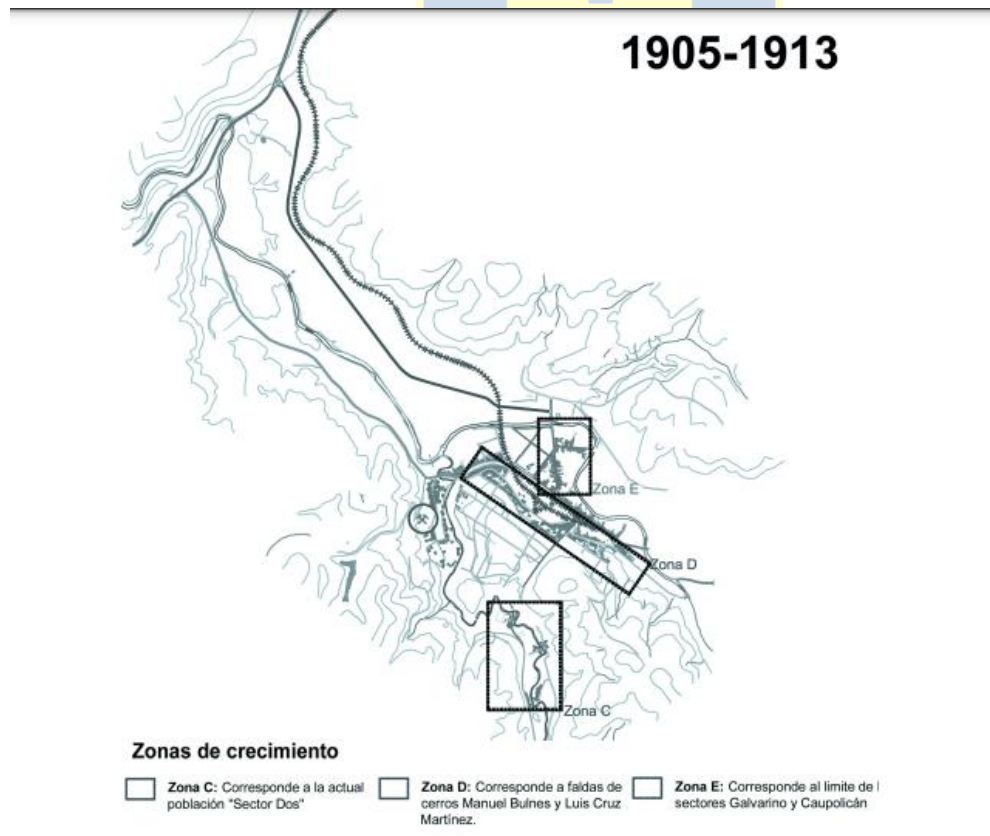 1905-1913
Zona E
Zona D
Zona C
Zonas de crecimiento
Zona C: Corresponde a la actual
población "Sector Dos"
Zona D: Corresponde a faldas de
cerros Manuel Bulnes y Luis Cruz
Martínez.
Zona E: Corresponde al limite de
sectores Galvarino y Caupolicán